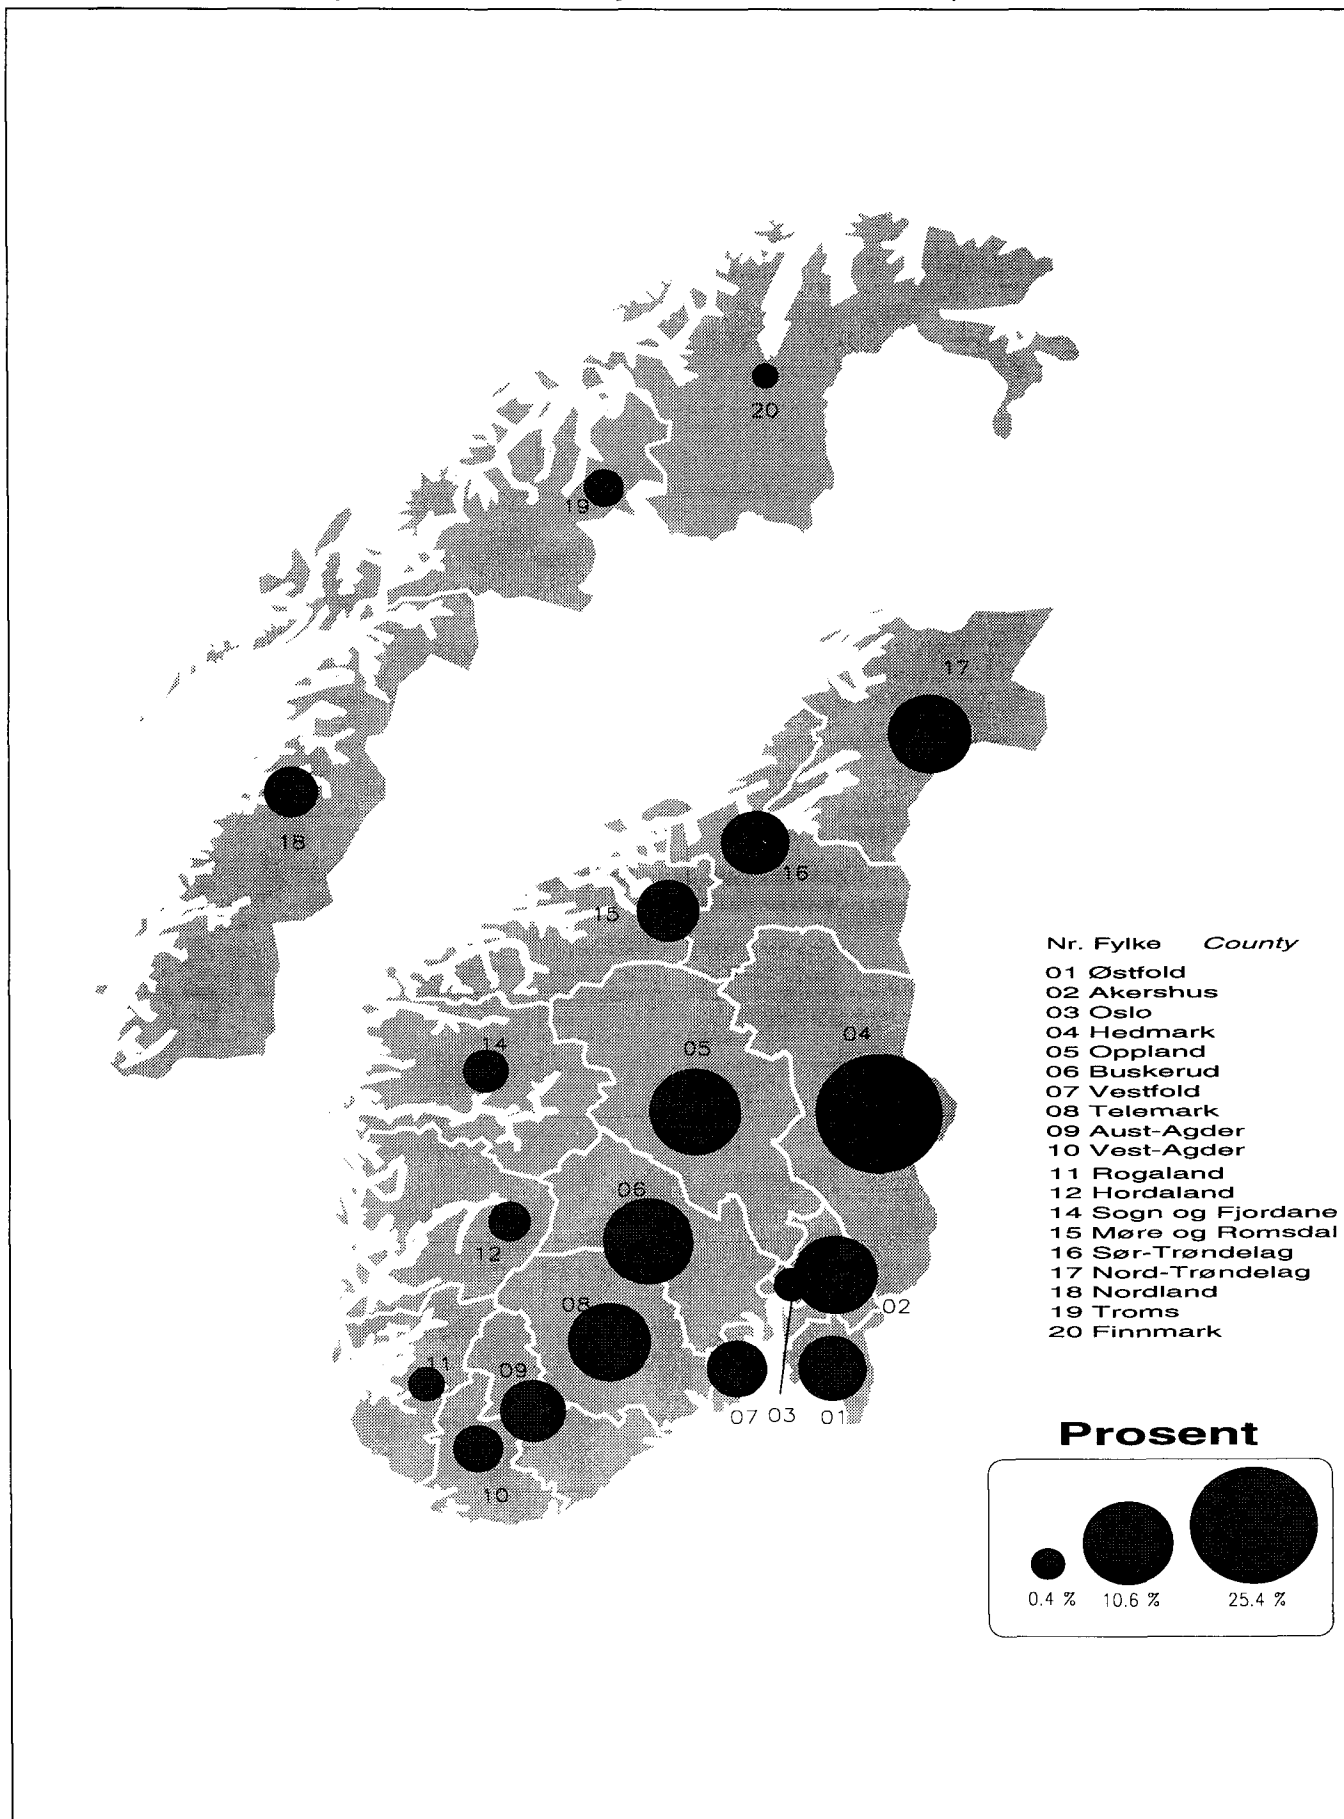 20
19
17
18
16
15
Nr. Fylke County
01 Østfold
02 Akershus
03 Oslo
04 Hedmark
05 Oppland
06 Buskerud
07 Vestfold
08 Telemark
09 Aust-Agder
10 Vest-Agder
11 Rogaland
12 Hordaland
14 Sogn og Fjordane
15 Møre og Romsdal
16 Sør-Trøndelag
17 Nord-Trøndelag
18 Nordland
19 Troms
20 Finnmark
14
05
04
06
12
08
02
11
09
07
03
01
10
Prosent
0.4 %
10.6 %
25.4 %